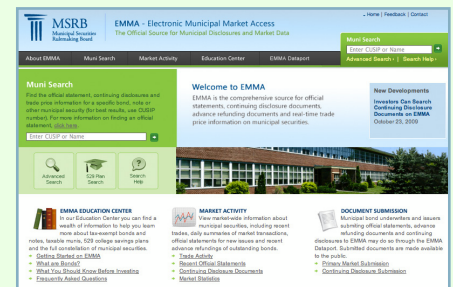 Home | Feedback | Contact
MSRB
Municipal Securities
Rulemaking Board
EMMA - Electronic Municipal Market Access
The Official Source for Municipal Disclosures and Market Data
Muni Search
Enter CUSIP or Name
Advanced Search › | Search Help ›
About EMMA
Muni Search
Market Activity
Education Center
EMMA Dataport
Muni Search
Find the official statement, continuing disclosures and
trade price information for a specific bond, note or
other municipal security (for best results, use CUSIP
number). For more information on finding an official
statement, click here.
Enter CUSIP or Name
Advanced
Search
529 Plan
Search
Search
Help
Welcome to EMMA
EMMA is the comprehensive source for official
statements, continuing disclosure documents,
advance refunding documents and real-time trade
price information on municipal securities.
New Developments
Investors Can Search
Continuing Disclosure
Documents on EMMA
October 23, 2009
EMMA EDUCATION CENTER
In our Education Center you can find a
wealth of information to help you learn
more about tax-exempt bonds and
notes, taxable munis, 529 college savings plans
and the full constellation of municipal securities.
Getting Started on EMMA
What are Bonds?
What You Should Know Before Investing
Frequently Asked Questions
MARKET ACTIVITY
View market-wide information about
municipal securities, including recent
trades, daily summaries of market transactions,
official statements for new issues and recent
advance refundings of outstanding bonds.
Trade Activity
Recent Official Statements
Continuing Disclosure Documents
Market Statistics
DOCUMENT SUBMISSION
Municipal bond underwriters and issuers
submiting official statements, advance
refunding documents and continuing
disclosures to EMMA may do so through the EMMA
Dataport. Submitted documents are made available
to the public.
Primary Market Submission
Continuing Disclosure Submission